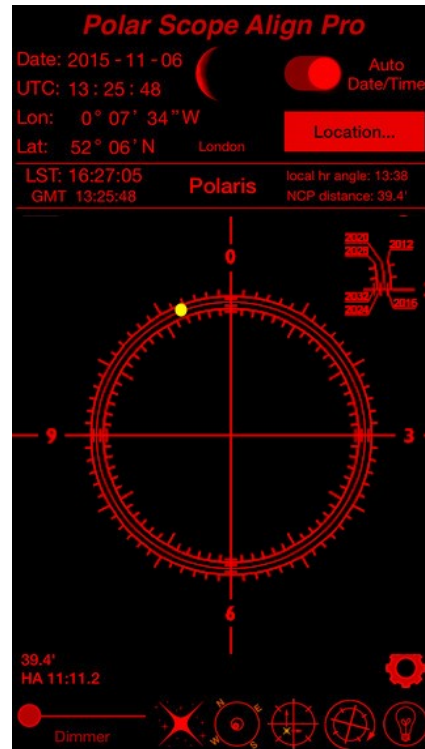 Polar Scope Align Pro
Date: 2015 - 11 - 06
Auto
Date/Time
UTC: 13 : 25 : 48
Lon: 0° 07' 34"W
Location...
Lat: 52° 06' N London
LST: 16:27:05
GMT 13:25:48
Polaris
local hr angle: 13:38
NCP distance: 39.4'
0
2020 2012
2028
2032 2016
2024
9
3
6
39.4'
HA 11:11.2
N
E
W
S
Dimmer